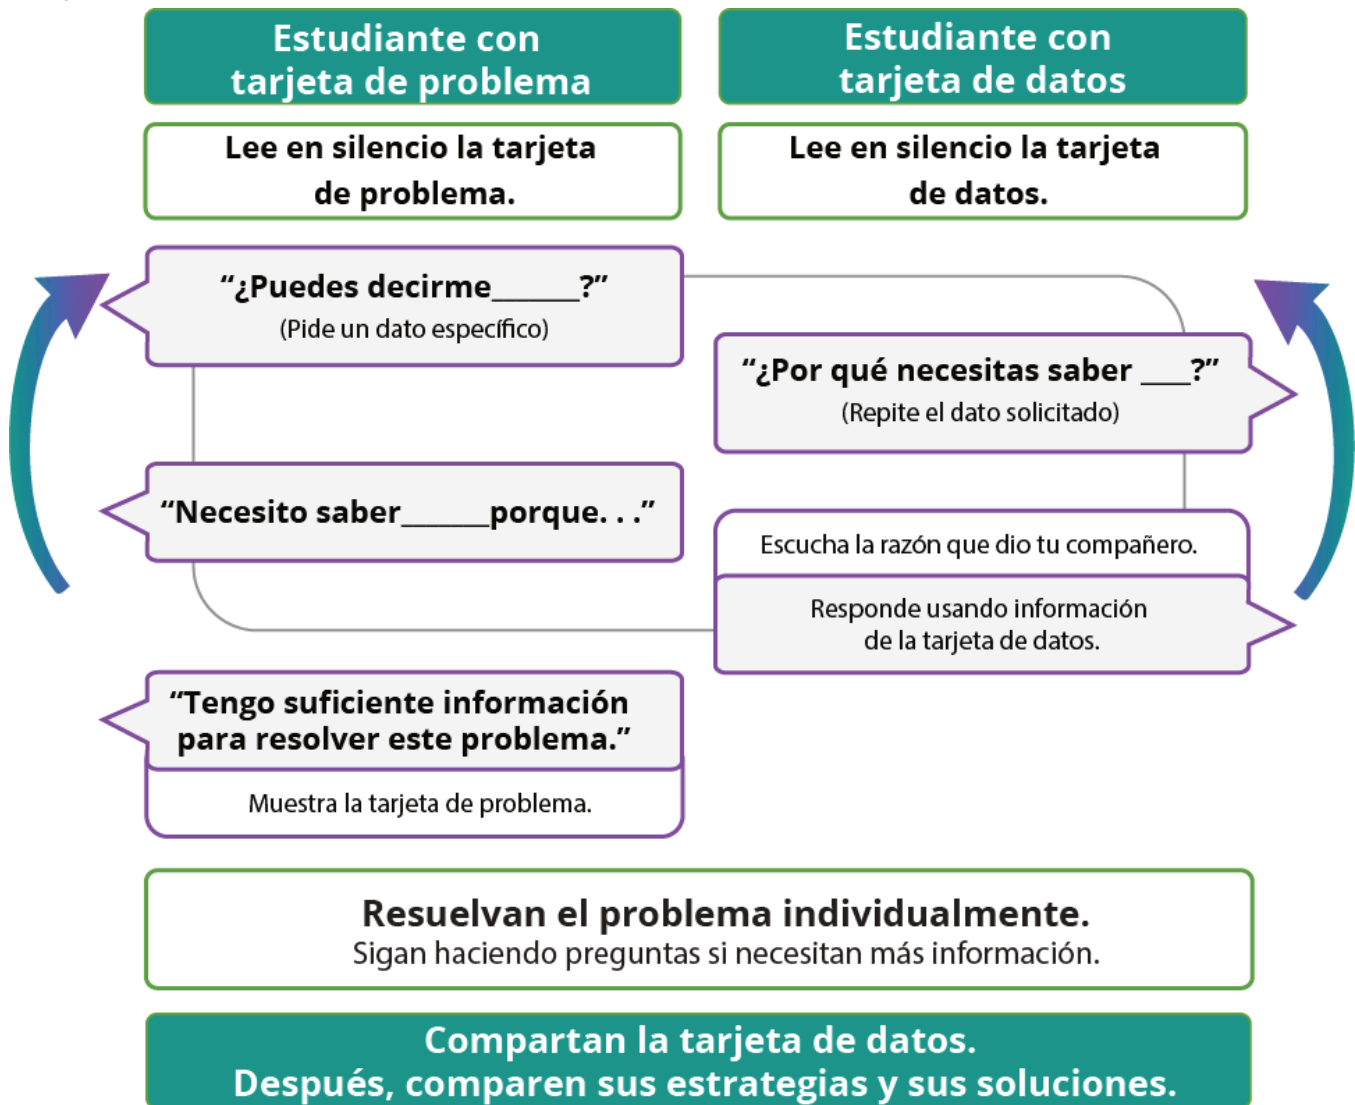 Estudiante con
tarjeta de problema
Estudiante con
tarjeta de datos
Lee en silencio la tarjeta
de problema.
Lee en silencio la tarjeta
de datos.
“¿Puedes decirme______?”
(Pide un dato específico)
“¿Por qué necesitas saber ___?”
(Repite el dato solicitado)
“Necesito saber______porque. . .”
Escucha la razón que dio tu compañero.
Responde usando información
de la tarjeta de datos.
“Tengo suficiente información
para resolver este problema.”
Muestra la tarjeta de problema.
Resuelvan el problema individualmente.
Sigan haciendo preguntas si necesitan más información.
Compartan la tarjeta de datos.
Después, comparen sus estrategias y sus soluciones.